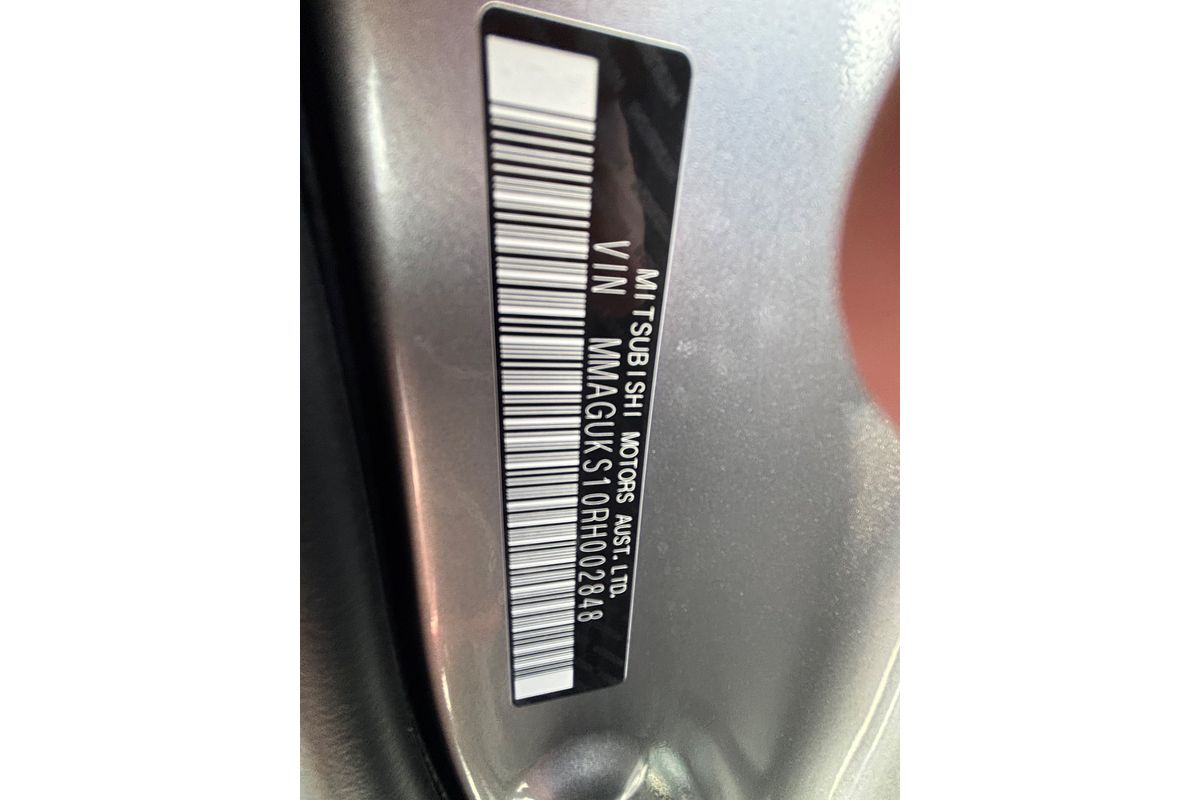 MITSUBISHI MOTORS AUST. LTD.
VIN MMAGUKS10RH002848